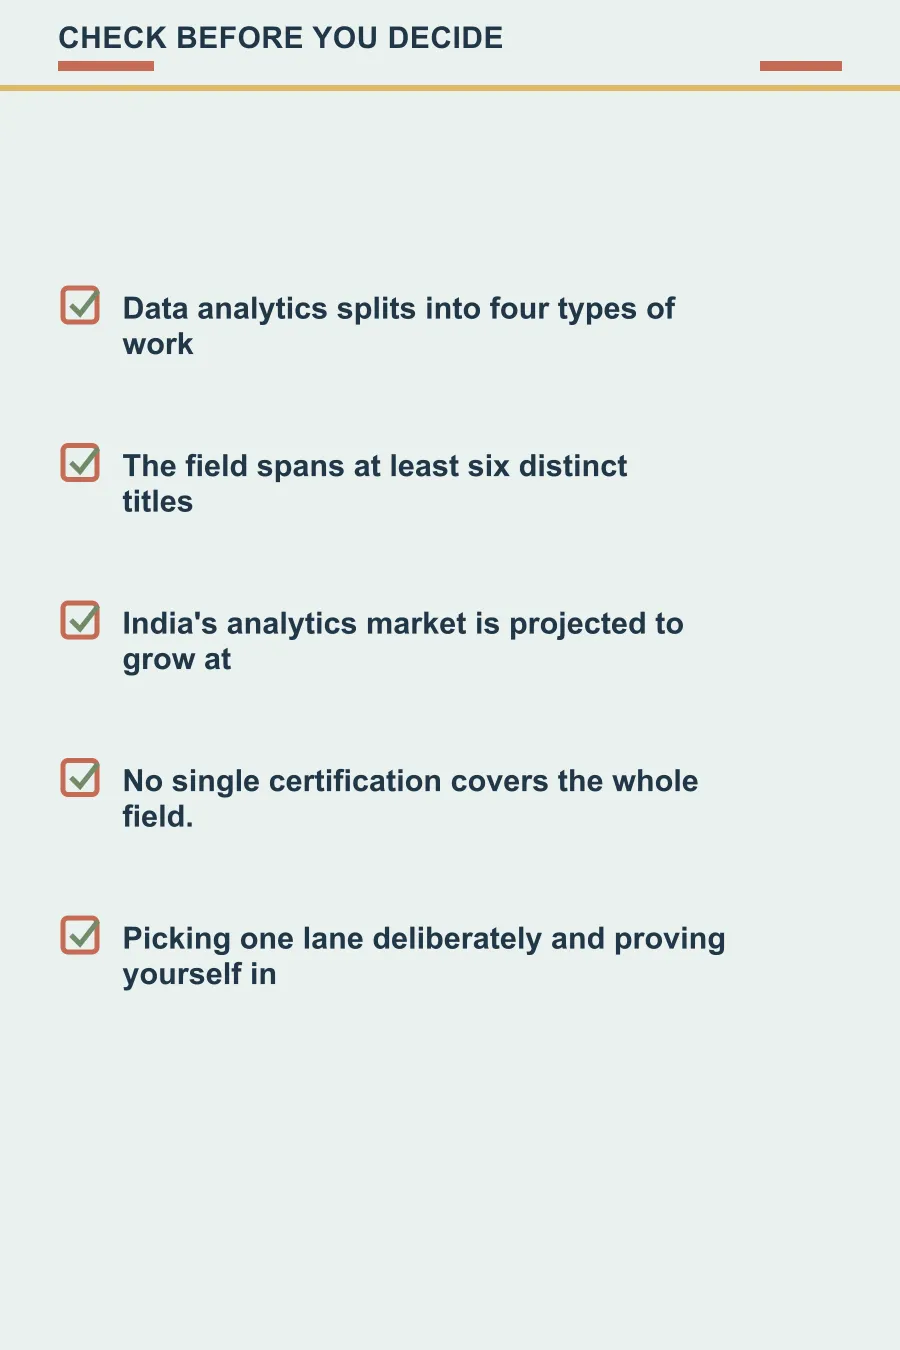 CHECK BEFORE YOU DECIDE
Data analytics splits into four types of
work
The field spans at least six distinct
titles
India's analytics market is projected to
grow at
No single certification covers the whole
field.
Picking one lane deliberately and proving
yourself in